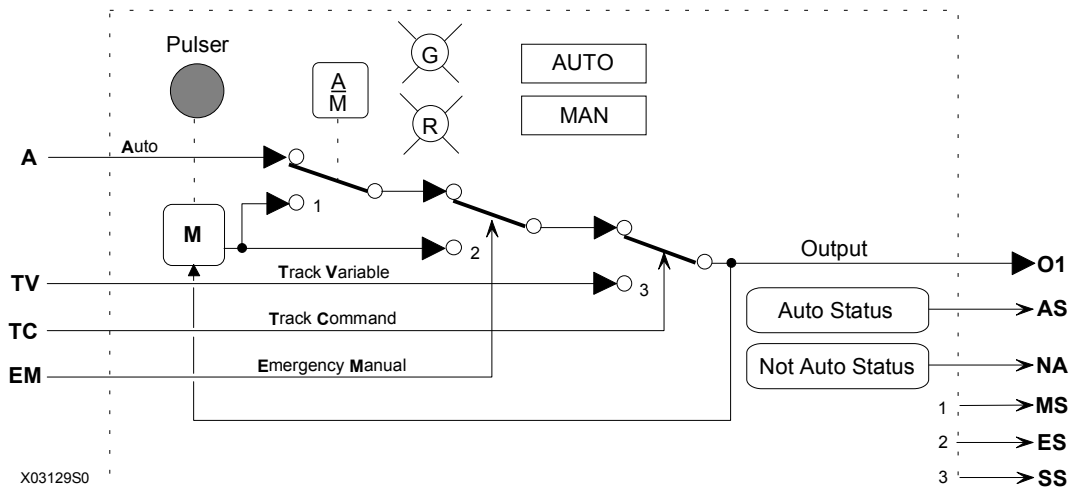 Pulser
A
M
G
R
AUTO
MAN
A
Auto
1
M
2
TV
Track Variable
3
TC
Track Command
EM
Emergency Manual
Output
O1
Auto Status
AS
Not Auto Status
NA
1
MS
2
ES
3
SS
X03129S0